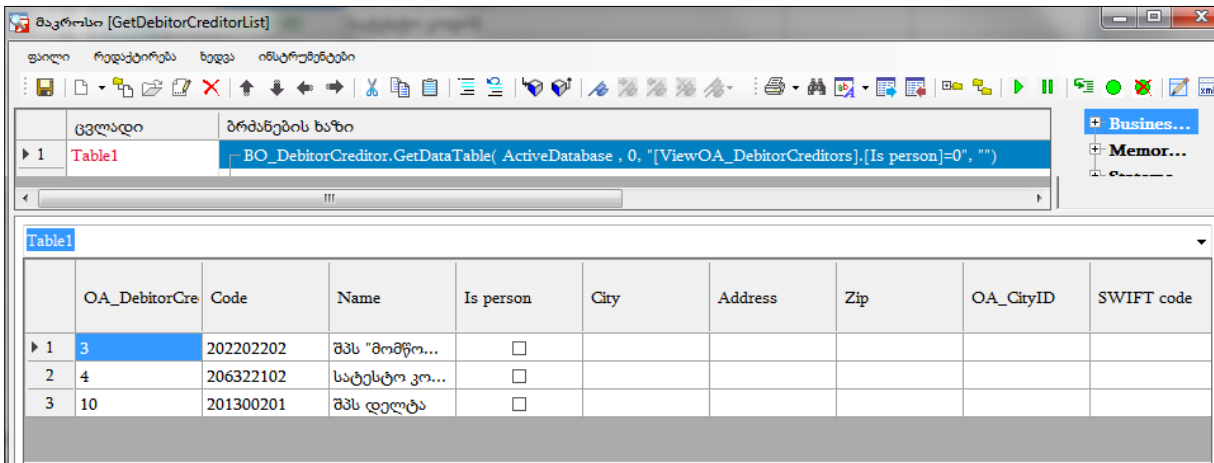 მაკროსი [GetDebitorCreditorList]
ფაილი რედაქტირება ხედვა ინსტრუმენტები
ცვლადი ბრძანების ხაზი
1 Table1 BO_DebitorCreditor.GetDataTable( ActiveDatabase , 0, "[ViewOA_DebitorCreditors].[Is person]=0", "")
Busines...
Memor...
Table1
OA_DebitorCre Code Name Is person City Address Zip OA_CityID SWIFT code
1 3 202202202 შპს "მომწო...
2 4 206322102 სატესტო კო...
3 10 201300201 შპს დელტა